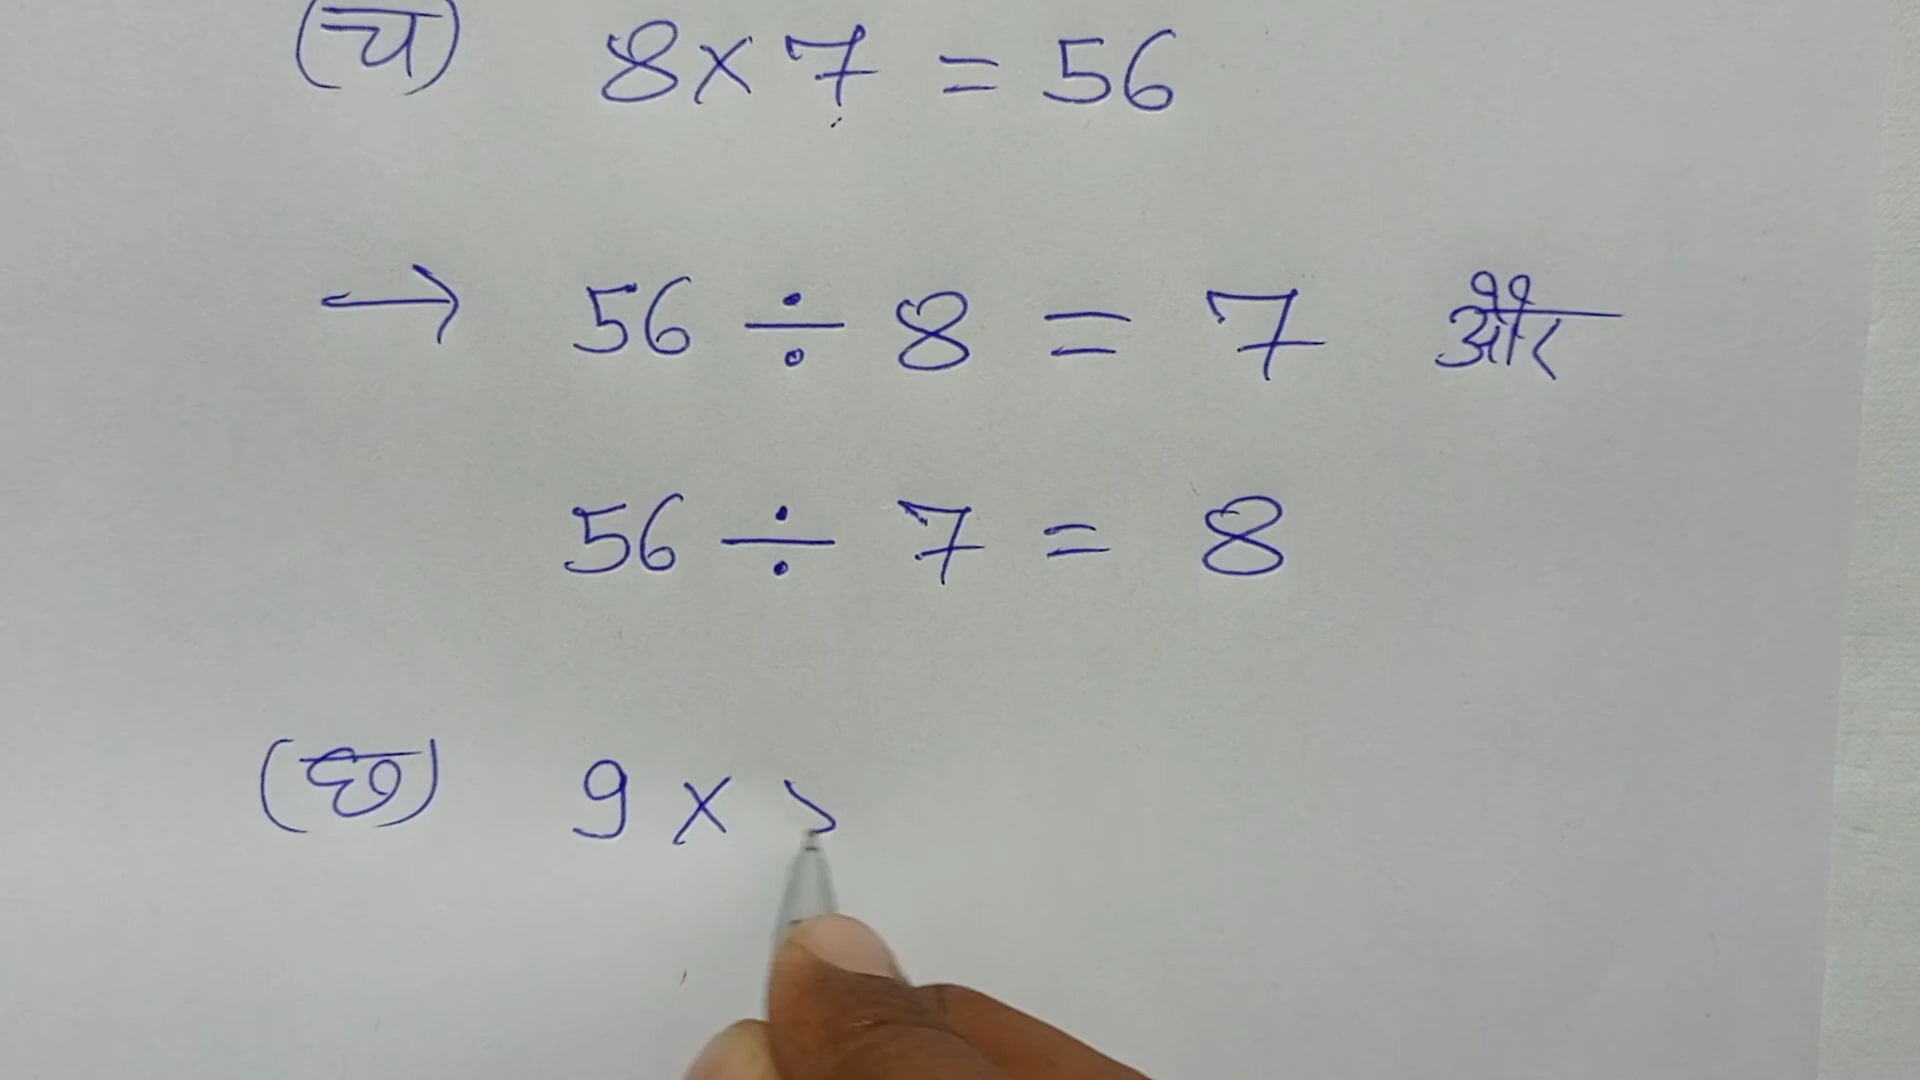 (च) 8 × 7 = 56
→ 56 ÷ 8 = 7 और
56 ÷ 7 = 8
(छ) 9 ×